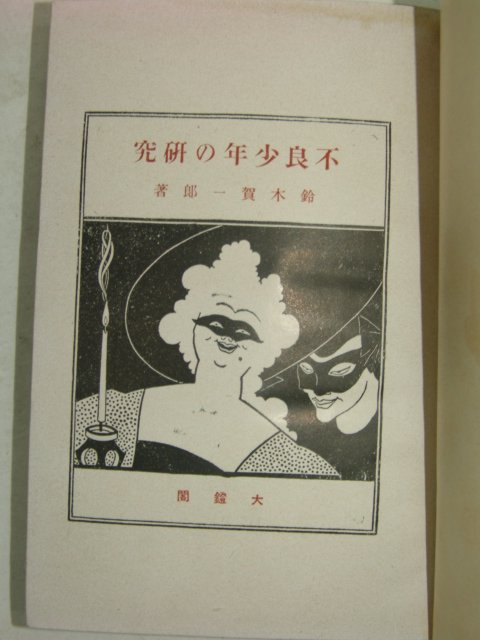 究研の年少良不
著郎一賀木鈴
閣鐙大